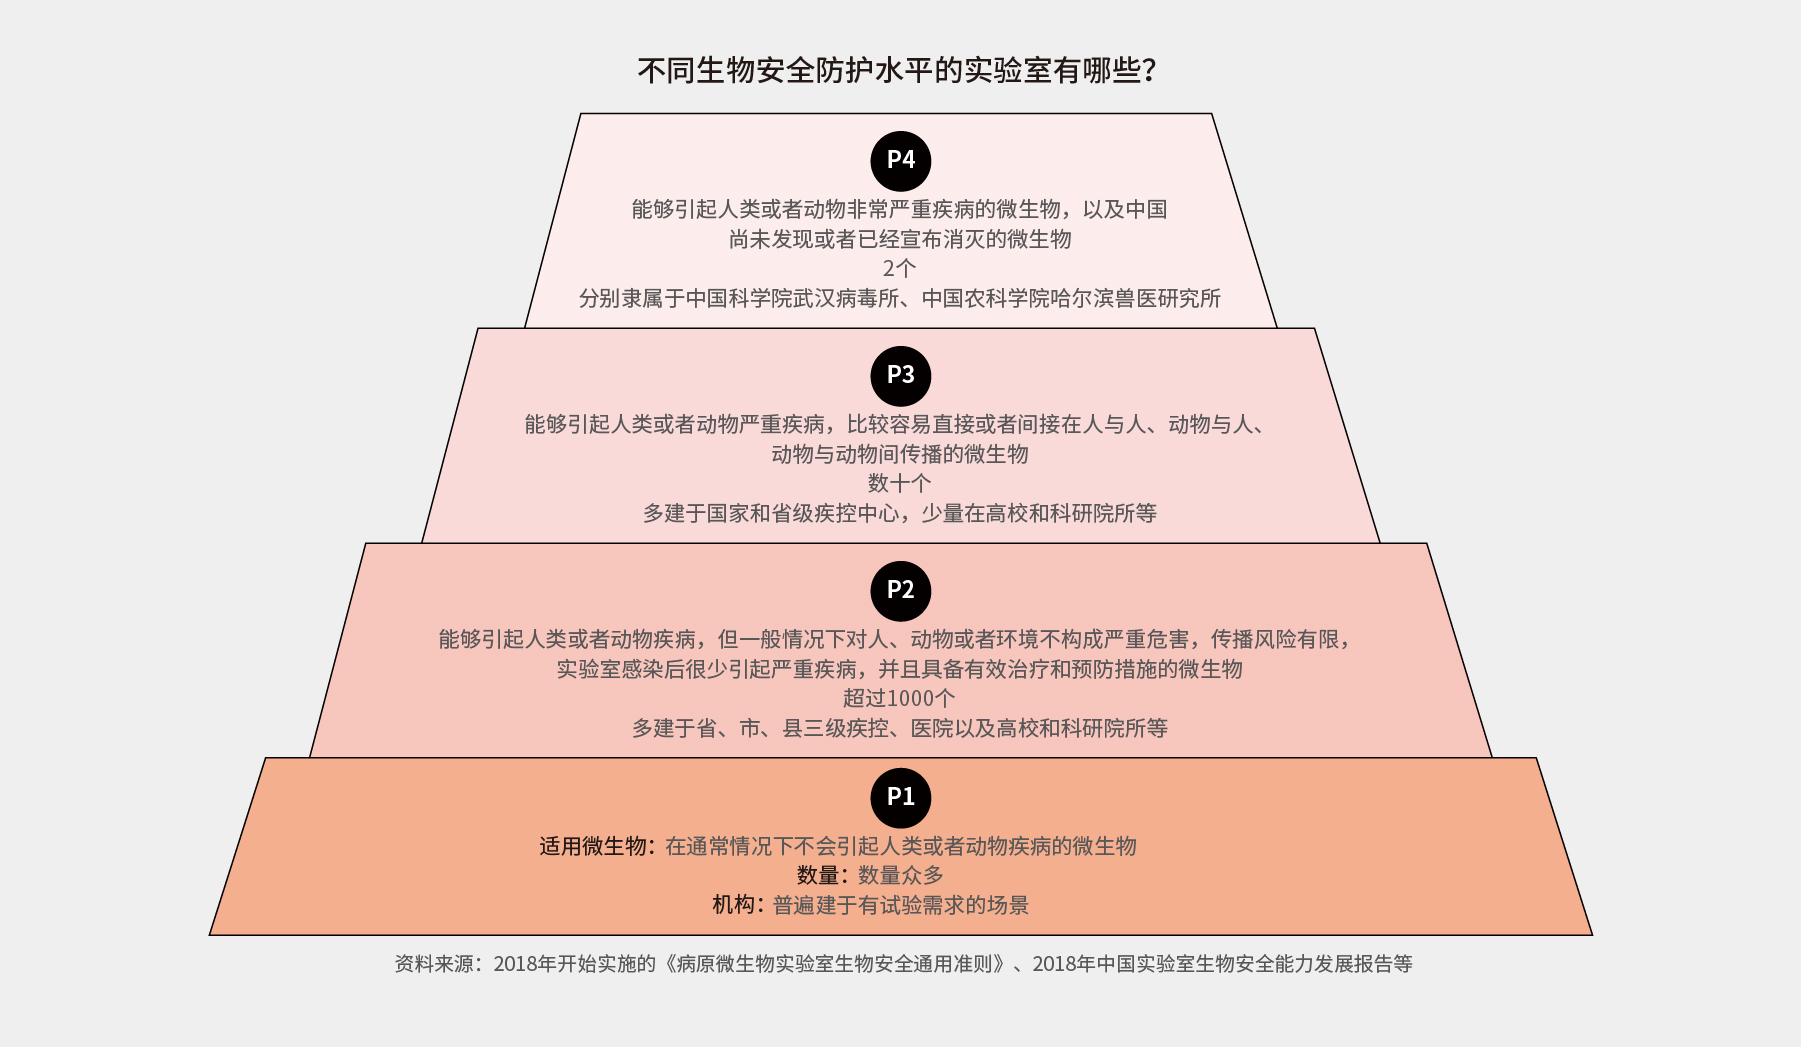 不同生物安全防护水平的实验室有哪些？
P4
能够引起人类或者动物非常严重疾病的微生物，以及中国
尚未发现或者已经宣布消灭的微生物
2个
分别隶属于中国科学院武汉病毒所、中国农科学院哈尔滨兽医研究所
P3
能够引起人类或者动物严重疾病，比较容易直接或者间接在人与人、动物与人、
动物与动物间传播的微生物
数十个
多建于国家和省级疾控中心，少量在高校和科研院所等
P2
能够引起人类或者动物疾病，但一般情况下对人、动物或者环境不构成严重危害，传播风险有限，
实验室感染后很少引起严重疾病，并且具备有效治疗和预防措施的微生物
超过1000个
多建于省、市、县三级疾控、医院以及高校和科研院所等
P1
适用微生物：在通常情况下不会引起人类或者动物疾病的微生物
数量：数量众多
机构：普遍建于有试验需求的场景
资料来源：2018年开始实施的《病原微生物实验室生物安全通用准则》、2018年中国实验室生物安全能力发展报告等